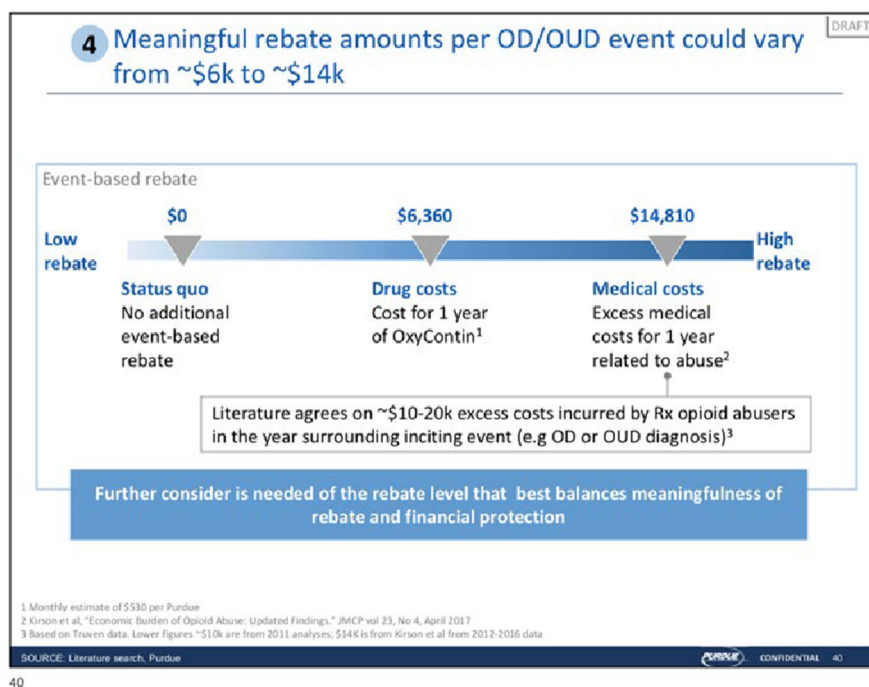 DRAFT
4 Meaningful rebate amounts per OD/OUD event could vary
from ~$6k to ~$14k
Event-based rebate
$0
$6,360
$14,810
Low
rebate
High
rebate
Status quo
No additional
event-based
rebate
Drug costs
Cost for 1 year
of OxyContin¹
Medical costs
Excess medical
costs for 1 year
related to abuse²
Literature agrees on ~$10-20k excess costs incurred by Rx opioid abusers
in the year surrounding inciting event (e.g OD or OUD diagnosis)³
Further consider is needed of the rebate level that best balances meaningfulness of
rebate and financial protection
1 Monthly estimate of $530 per Purdue
2 Kirson et al, "Economic Burden of Opioid Abuse: Updated Findings." JMCP vol 23, No 4, April 2017
3 Based on Truven data. Lower figures ~$10k are from 2011 analyses; $14K is from Kirson et al from 2012-2016 data
SOURCE: Literature search, Purdue
PURDUE
CONFIDENTIAL 40
40